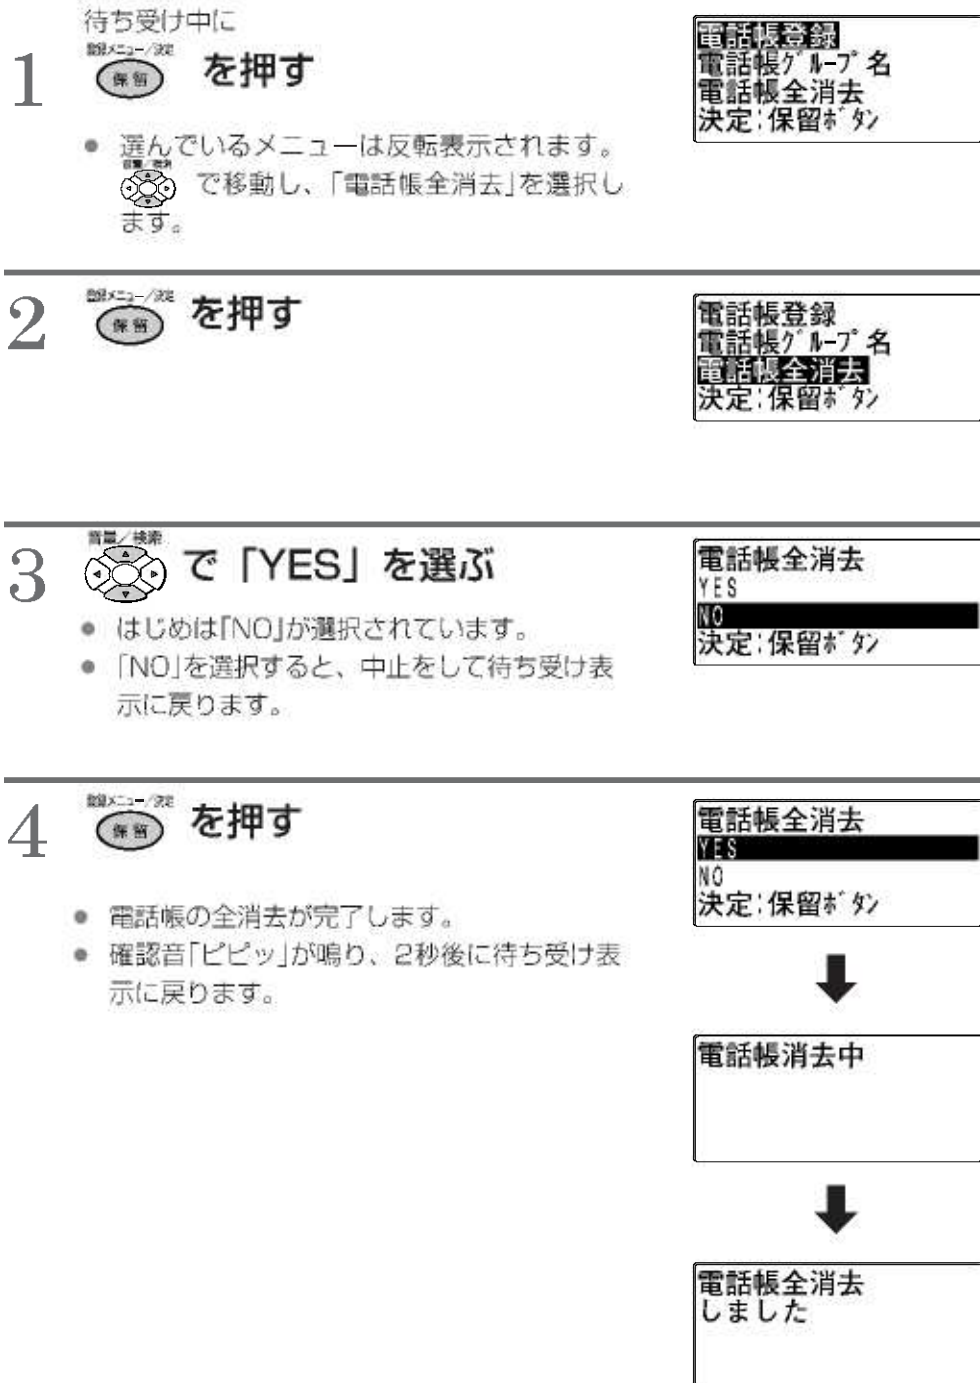 待ち受け中に
1
登録メニュー/決定
保留 を押す
● 選んでいるメニューは反転表示されます。
音量/検索
で移動し、「電話帳全消去」を選択し
ます。
電話帳登録
電話帳グループ名
電話帳全消去
決定:保留ボタン
2
登録メニュー/決定
保留 を押す
電話帳登録
電話帳グループ名
電話帳全消去
決定:保留ボタン
3
音量/検索
で「YES」を選ぶ
● はじめは「NO」が選択されています。
● 「NO」を選択すると、中止をして待ち受け表
示に戻ります。
電話帳全消去
YES
NO
決定:保留ボタン
4
登録メニュー/決定
保留 を押す
● 電話帳の全消去が完了します。
● 確認音「ピピッ」が鳴り、2秒後に待ち受け表
示に戻ります。
電話帳全消去
YES
NO
決定:保留ボタン
電話帳消去中
電話帳全消去
しました